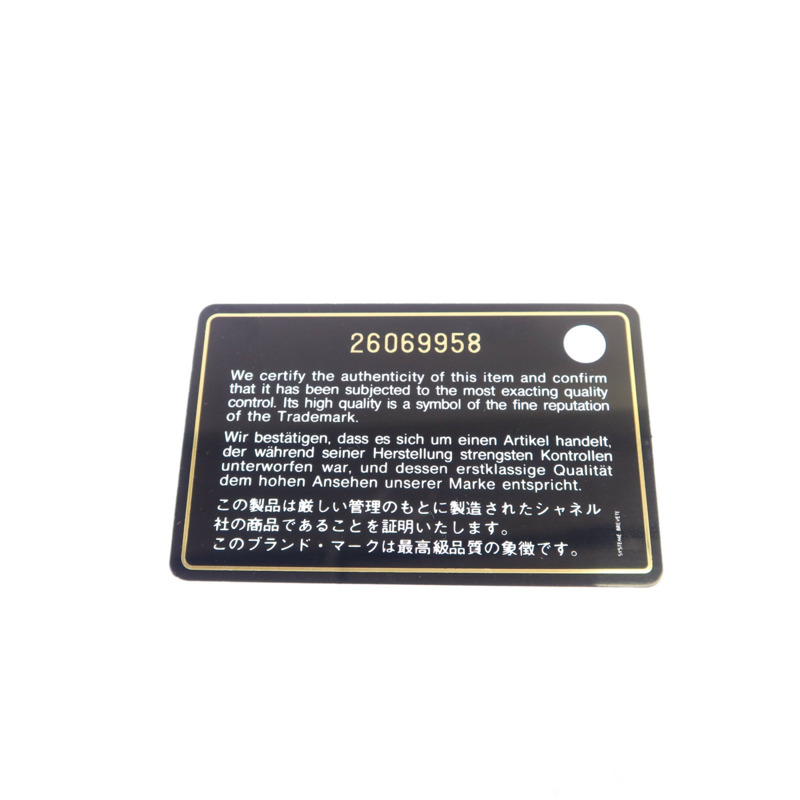 26069958
We certify the authenticity of this item and confirm
that it has been subjected to the most exacting quality
control. Its high quality is a symbol of the fine reputation
of the Trademark.
Wir bestätigen, dass es sich um einen Artikel handelt,
der während seiner Herstellung strengsten Kontrollen
unterworfen war, und dessen erstklassige Qualität
dem hohen Ansehen unserer Marke entspricht.
この製品は厳しい管理のもとに製造されたシャネル
社の商品であることを証明いたします。
このブランド・マークは最高級品質の象徴です。
SYSTEME BREVETE